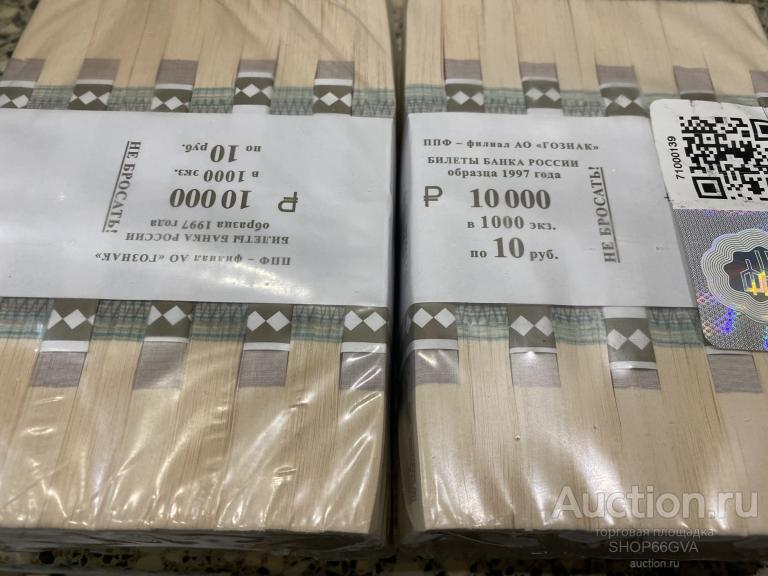 ППФ – филиал АО «ГОЗНАК»
БИЛЕТЫ БАНКА РОССИИ
образца 1997 года
₽ 10 000
в 1000 экз.
по 10 руб.
НЕ БРОСАТЬ!
ППФ – филиал АО «ГОЗНАК»
БИЛЕТЫ БАНКА РОССИИ
образца 1997 года
₽ 10 000
в 1000 экз.
по 10 руб.
НЕ БРОСАТЬ!
71000139
Auction.ru
торговая площадка
SHOP66GVA
auction.ru